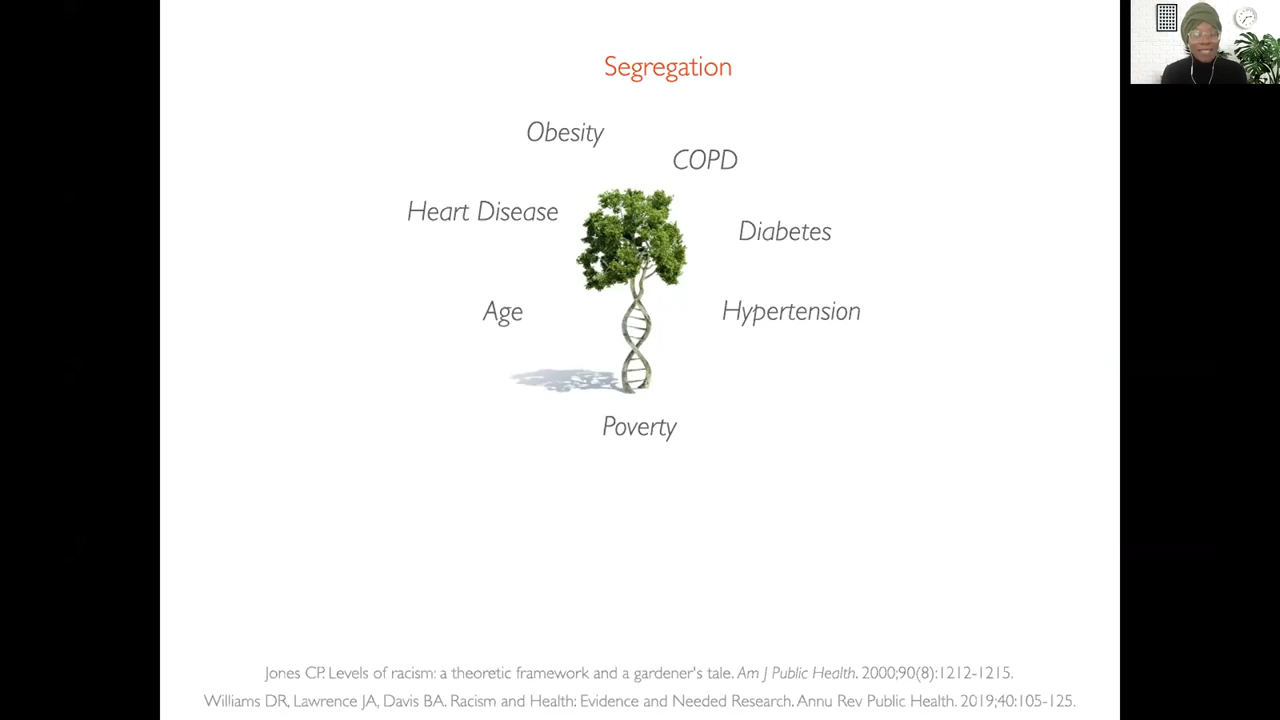 Segregation
Obesity
COPD
Heart Disease
Diabetes
Age
Hypertension
Poverty
Jones CP. Levels of racism: a theoretic framework and a gardener's tale. Am J Public Health. 2000;90(8):1212-1215.
Williams DR, Lawrence JA, Davis BA. Racism and Health: Evidence and Needed Research. Annu Rev Public Health. 2019;40:105-125.